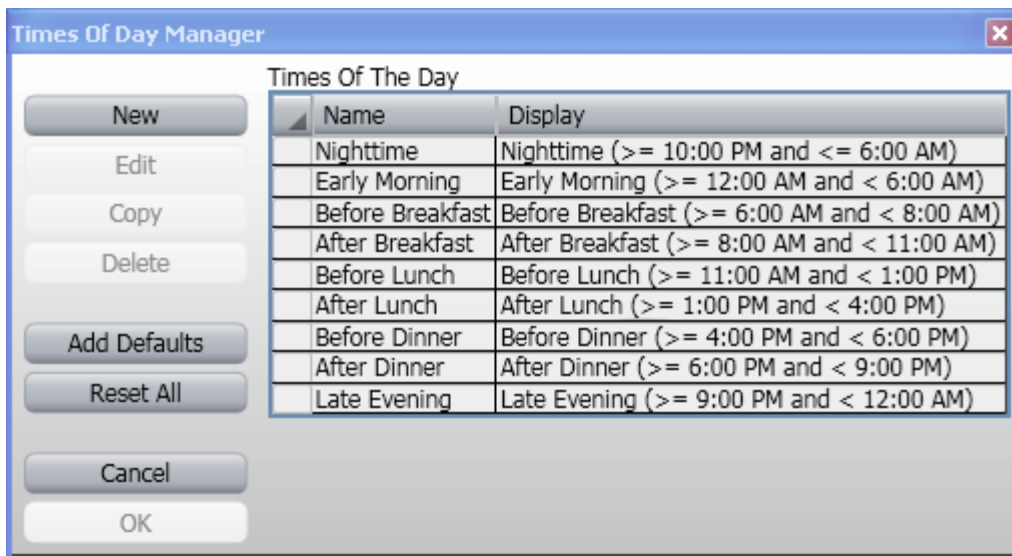 Times Of Day Manager
Times Of The Day
New
Edit
Copy
Delete
Add Defaults
Reset All
Cancel
OK
Name Display
Nighttime Nighttime (>= 10:00 PM and <= 6:00 AM)
Early Morning Early Morning (>= 12:00 AM and < 6:00 AM)
Before Breakfast Before Breakfast (>= 6:00 AM and < 8:00 AM)
After Breakfast After Breakfast (>= 8:00 AM and < 11:00 AM)
Before Lunch Before Lunch (>= 11:00 AM and < 1:00 PM)
After Lunch After Lunch (>= 1:00 PM and < 4:00 PM)
Before Dinner Before Dinner (>= 4:00 PM and < 6:00 PM)
After Dinner After Dinner (>= 6:00 PM and < 9:00 PM)
Late Evening Late Evening (>= 9:00 PM and < 12:00 AM)